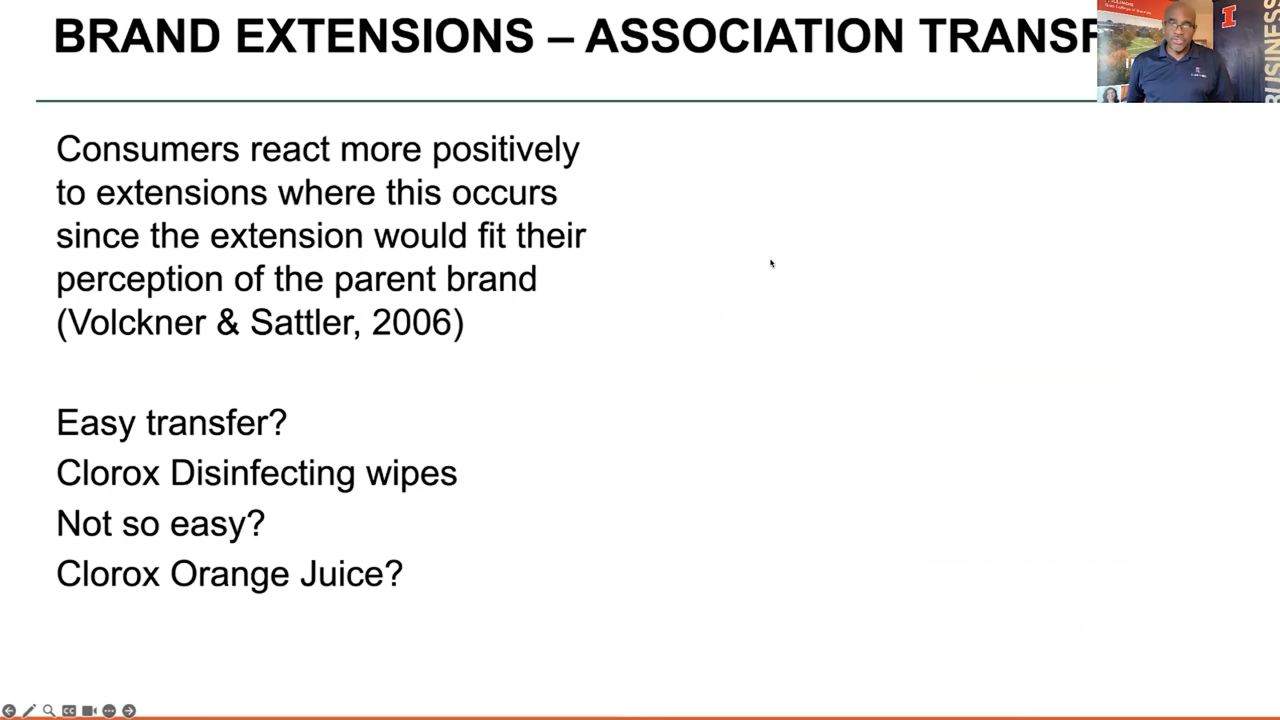 BRAND EXTENSIONS – ASSOCIATION TRANSF
ILLINOIS
I
BUSINESS
Consumers react more positively
to extensions where this occurs
since the extension would fit their
perception of the parent brand
(Volckner & Sattler, 2006)
Easy transfer?
Clorox Disinfecting wipes
Not so easy?
Clorox Orange Juice?